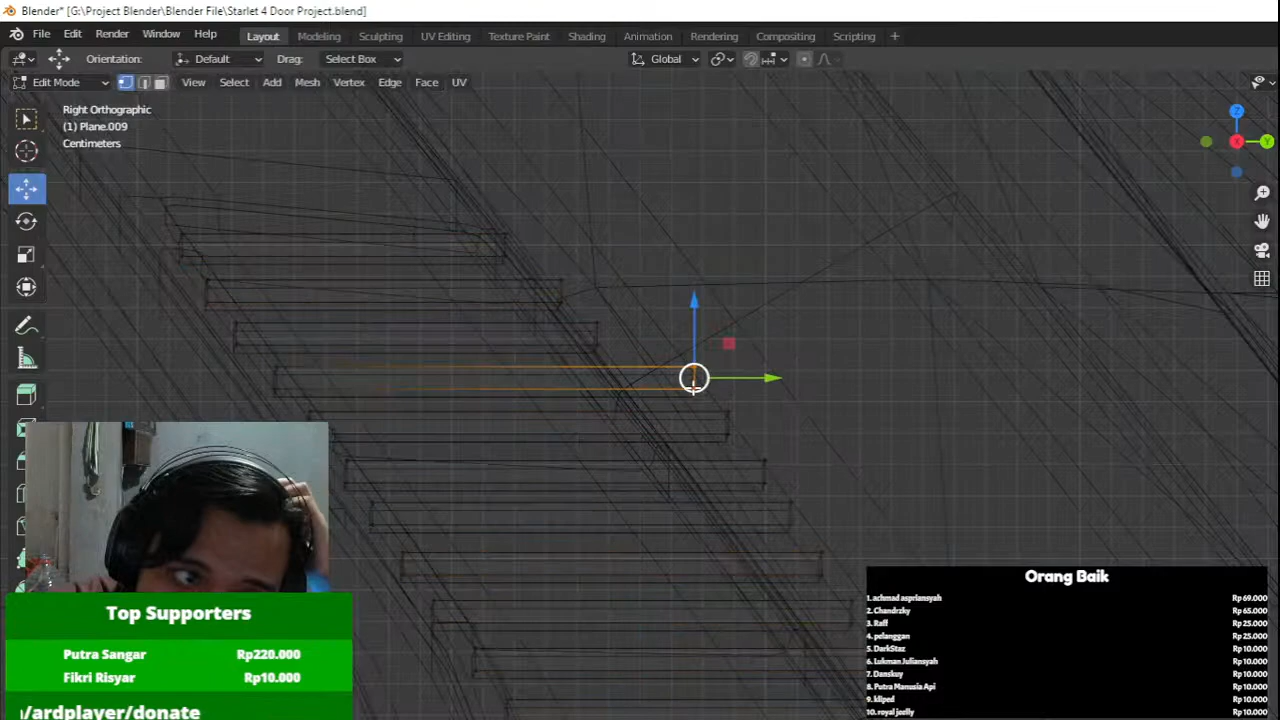 Blender* [G:\Project Blender\Blender File\Starlet 4 Door Project.blend]
File Edit Render Window Help Layout Modeling Sculpting UV Editing Texture Paint Shading Animation Rendering Compositing Scripting +
Orientation: Default Drag: Select Box Global
Edit Mode View Select Add Mesh Vertex Edge Face UV
Right Orthographic
(1) Plane.009
Centimeters
Z
X
Y
Top Supporters
Putra Sangar Rp220.000
Fikri Risyar Rp10.000
/ardplayer/donate
Orang Baik
1. achmad aspriansyah Rp 69.000
2. Chandrzky Rp 65.000
3. Raff Rp 25.000
4. pelanggan Rp 25.000
5. DarkStaz Rp 10.000
6. Lukman Juliansyah Rp 10.000
7. Danskuy Rp 10.000
8. Putra Manusia Api Rp 10.000
9. kliped Rp 10.000
10. royal jeelly Rp 10.000